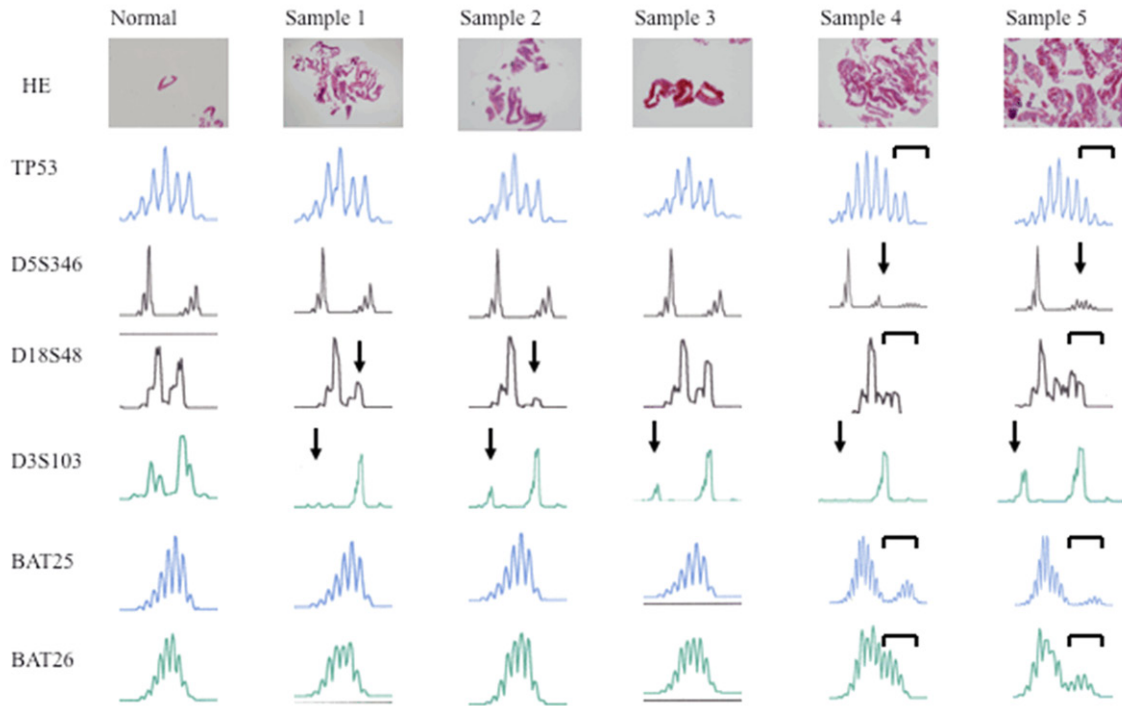 Normal Sample 1 Sample 2 Sample 3 Sample 4 Sample 5
HE
TP53
D5S346
D18S48
D3S103
BAT25
BAT26